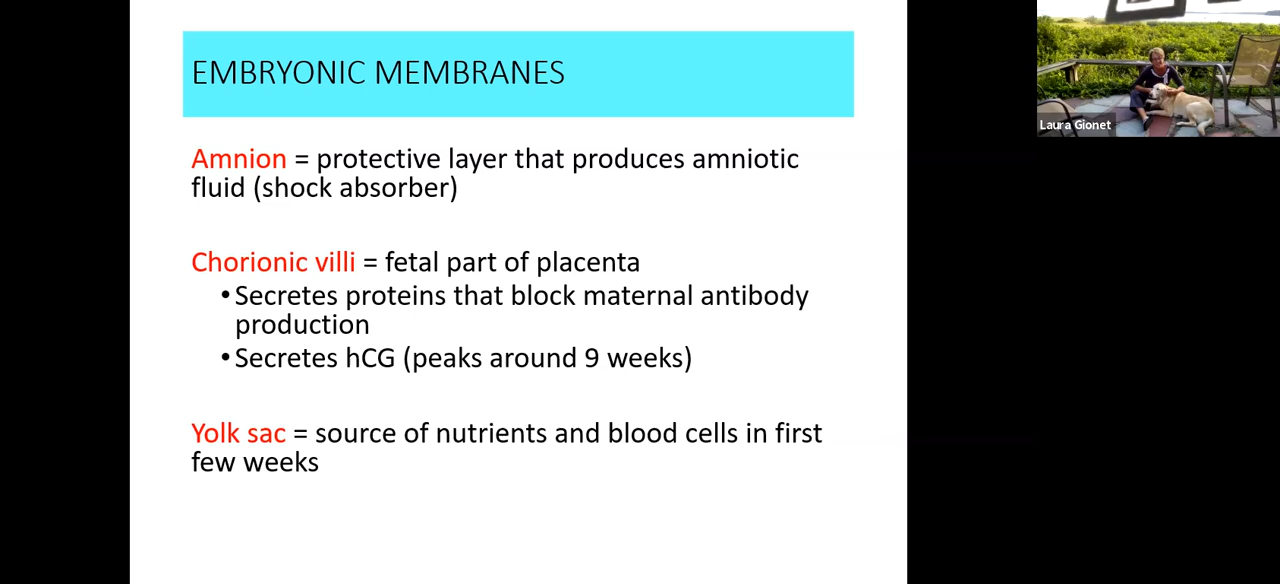 EMBRYONIC MEMBRANES
Amnion = protective layer that produces amniotic
fluid (shock absorber)
Chorionic villi = fetal part of placenta
•Secretes proteins that block maternal antibody
production
•Secretes hCG (peaks around 9 weeks)
Yolk sac = source of nutrients and blood cells in first
few weeks
Laura Gionet